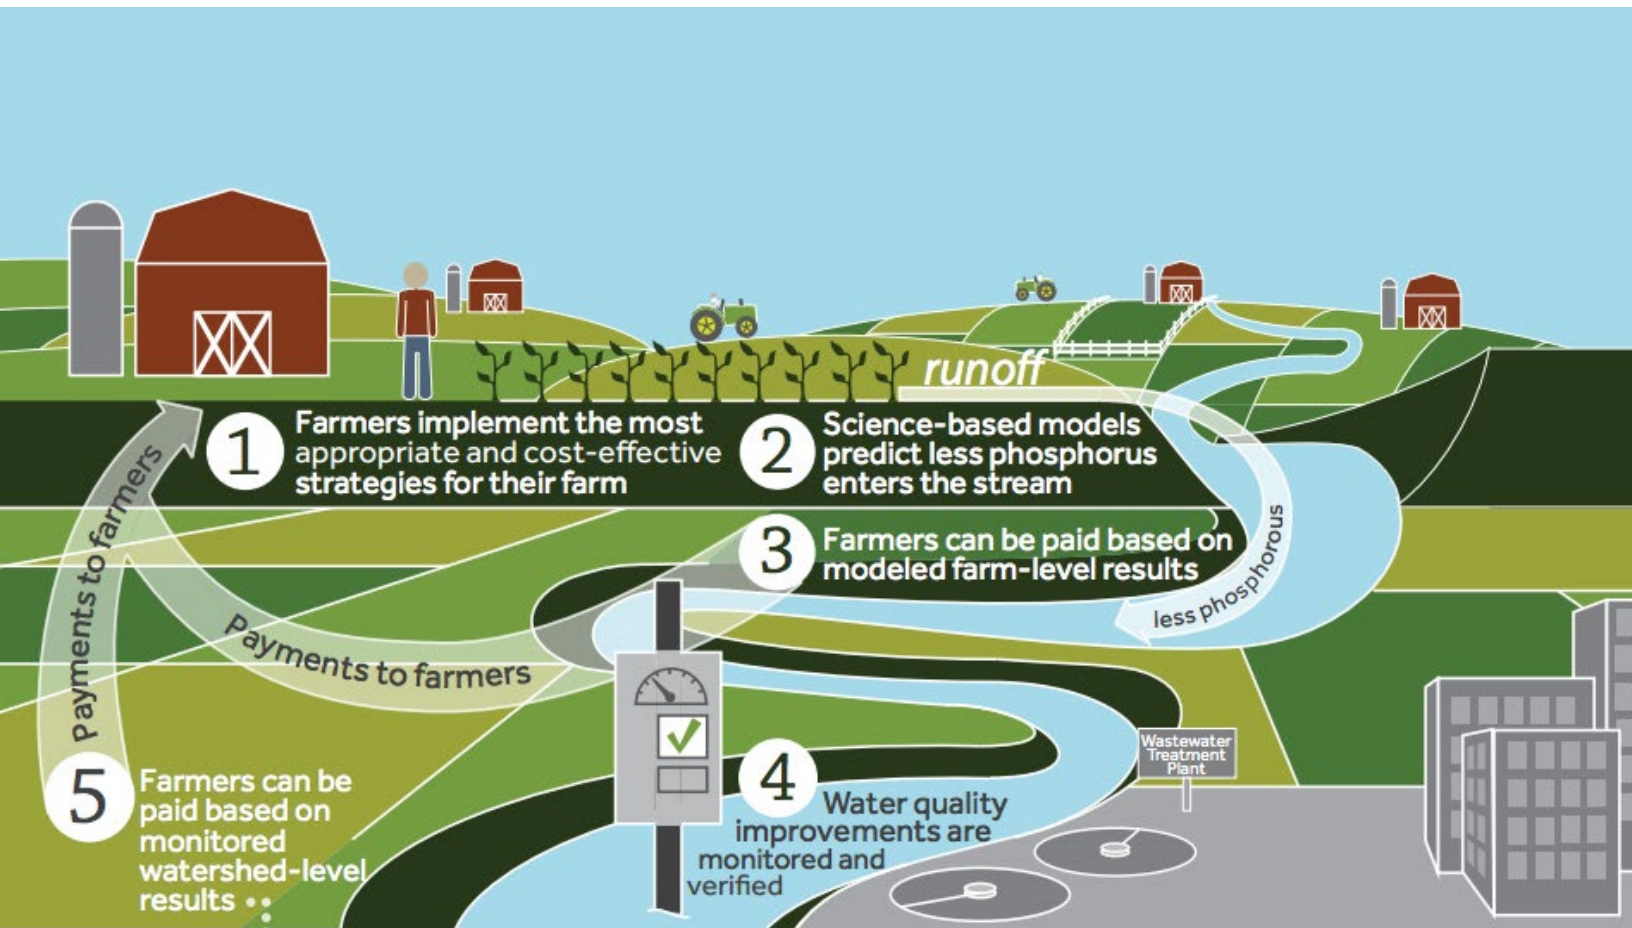 runoff
1
Farmers implement the most
appropriate and cost-effective
strategies for their farm
2
Science-based models
predict less phosphorus
enters the stream
less phosphorous
3
Farmers can be paid based on
modeled farm-level results
Payments to farmers
Payments to farmers
Wastewater
Treatment
Plant
4
Water quality
improvements are
monitored and
verified
5
Farmers can be
paid based on
monitored
watershed-level
results